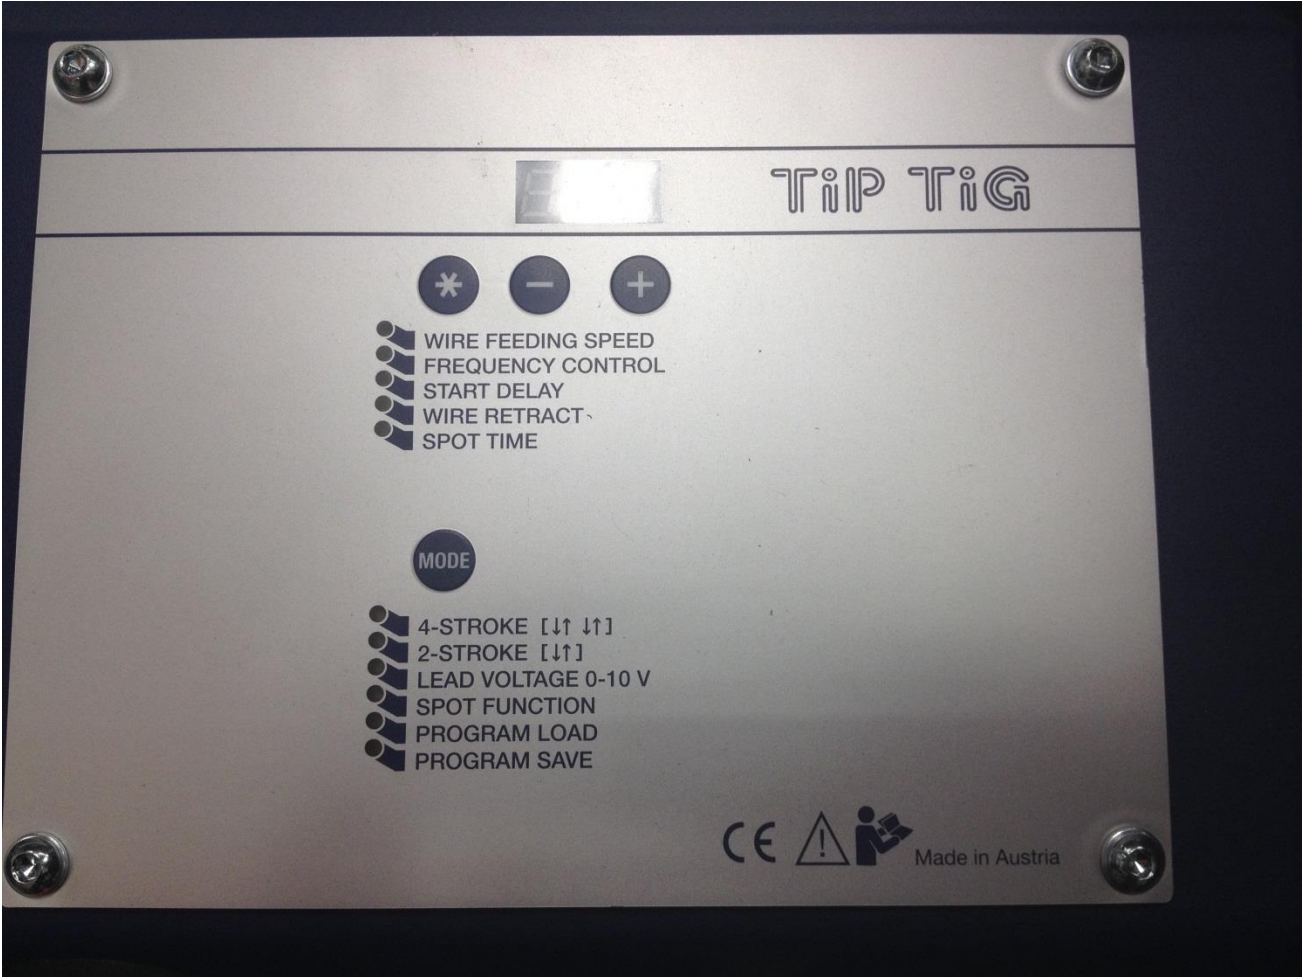 TiP TiG
* − +
WIRE FEEDING SPEED
FREQUENCY CONTROL
START DELAY
WIRE RETRACT
SPOT TIME
MODE
4-STROKE [↓↑ ↓↑]
2-STROKE [↓↑]
LEAD VOLTAGE 0-10 V
SPOT FUNCTION
PROGRAM LOAD
PROGRAM SAVE
CE
Made in Austria